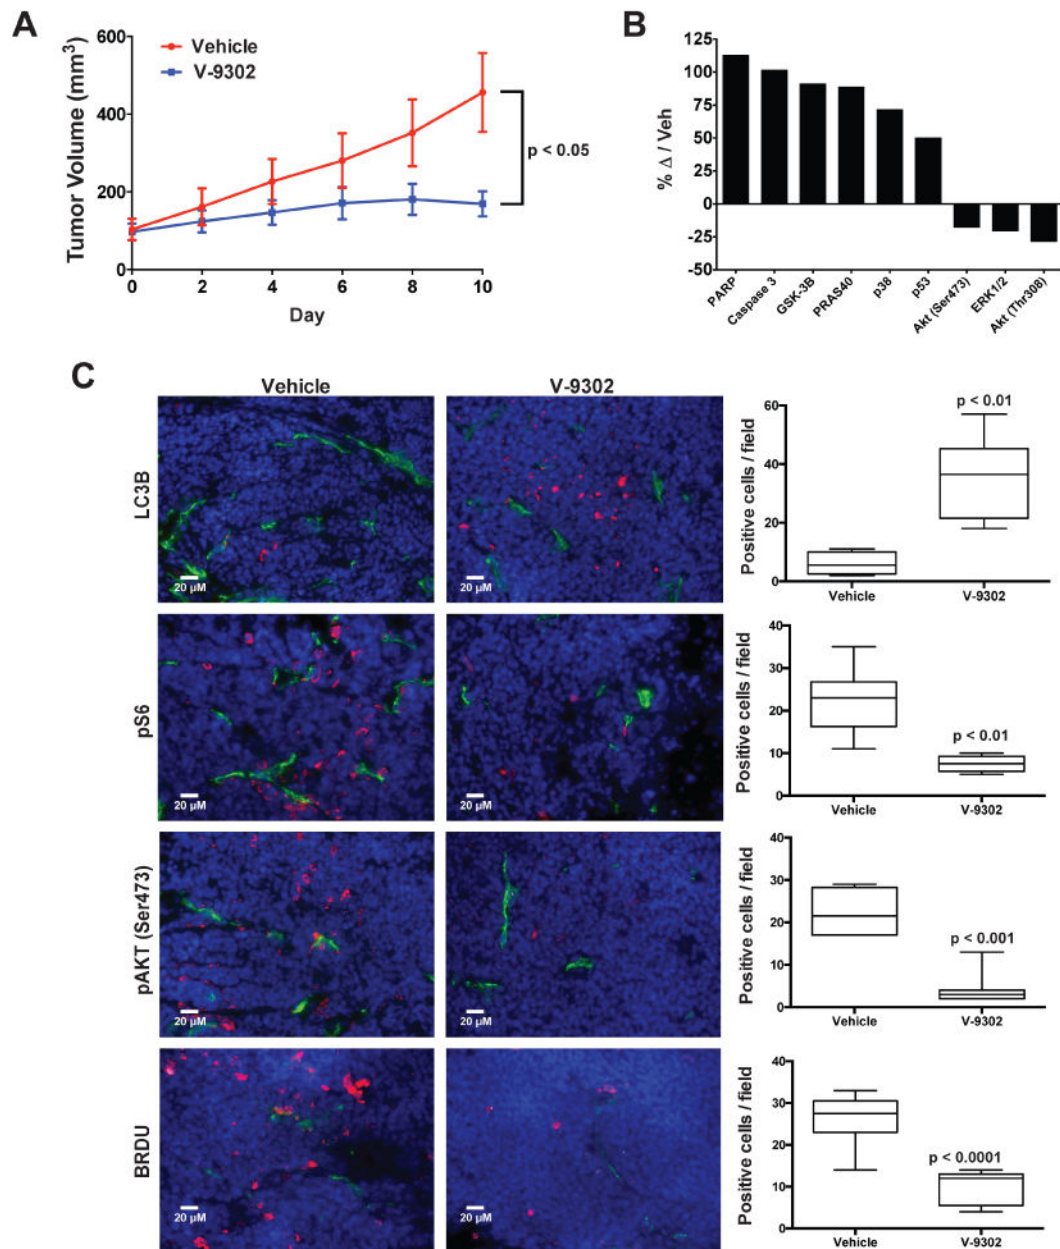 A
Tumor Volume (mm³)
600
400
200
0
Vehicle
V-9302
p < 0.05
0 2 4 6 8 10
Day
B
% Δ / Veh
125
100
75
50
25
0
-25
-50
PARP
Caspase 3
GSK-3B
PRAS40
p38
p53
Akt (Ser473)
ERK1/2
Akt (Thr308)
C
Vehicle
V-9302
LC3B
20 µM
20 µM
Positive cells / field
60
40
20
0
p < 0.01
Vehicle
V-9302
pS6
20 µM
20 µM
Positive cells / field
40
30
20
10
0
p < 0.01
Vehicle
V-9302
pAKT (Ser473)
20 µM
20 µM
Positive cells / field
40
30
20
10
0
p < 0.001
Vehicle
V-9302
BRDU
20 µM
20 µM
Positive cells / field
40
30
20
10
0
p < 0.0001
Vehicle
V-9302